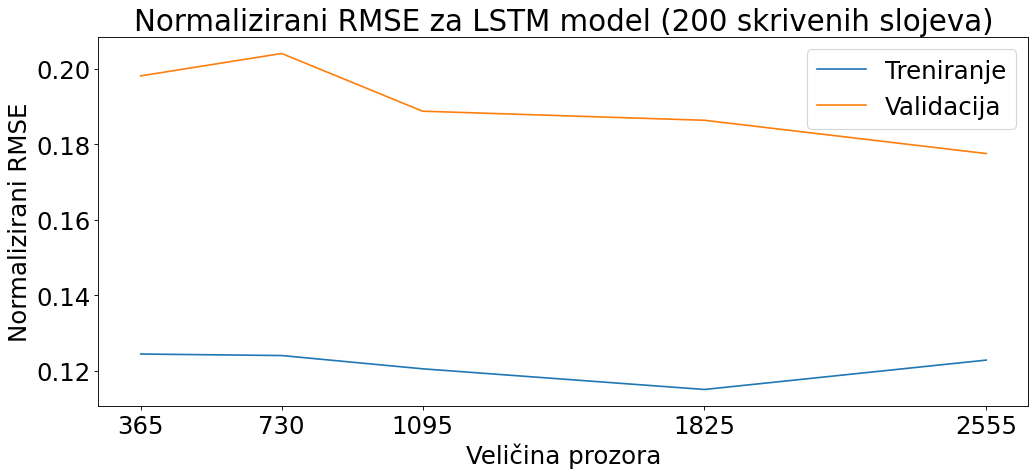 Normalizirani RMSE za LSTM model (200 skrivenih slojeva)
Treniranje
Validacija
Normalizirani RMSE
0.20
0.18
0.16
0.14
0.12
365 730 1095 1825 2555
Veličina prozora